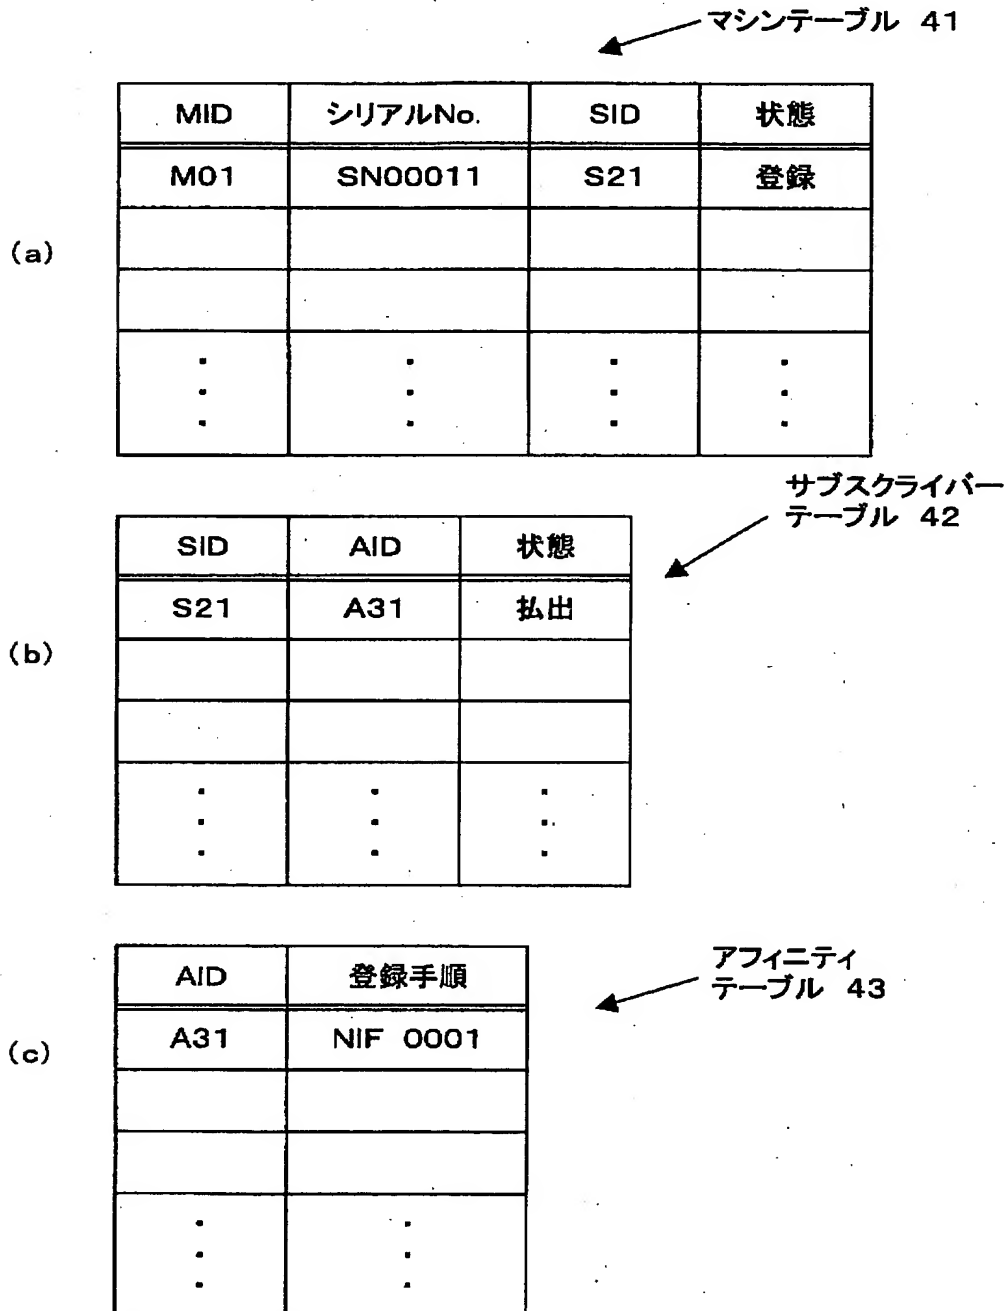 マシンテーブル 41
MID シリアルNo. SID 状態
M01 SN00011 S21 登録
(a)
サブスクライバー
テーブル 42
SID AID 状態
S21 A31 払出
(b)
アフィニティ
テーブル 43
AID 登録手順
A31 NIF 0001
(c)